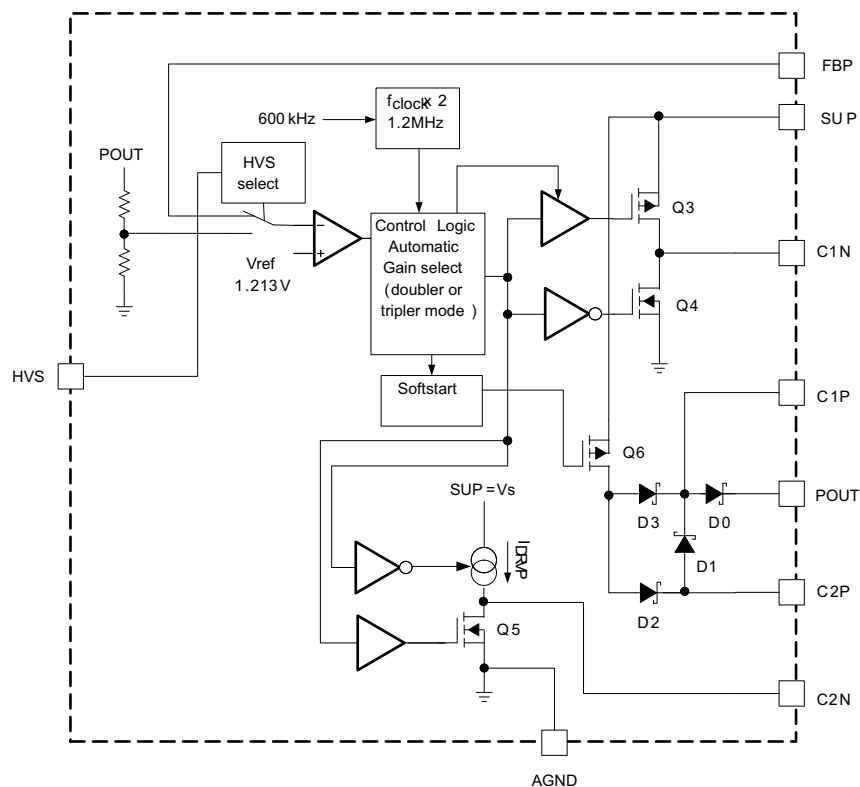 FBP
f clock x 2
1.2MHz
600 kHz
SUP
POUT
HVS
select
Q3
Control Logic
Automatic
Gain select
(doubler or
tripler mode )
Vref
1.213 V
C1N
Q4
HVS
Softstart
C1P
Q6
SUP = Vs
POUT
D3
D0
IDRVP
D1
C2P
D2
Q5
C2N
AGND